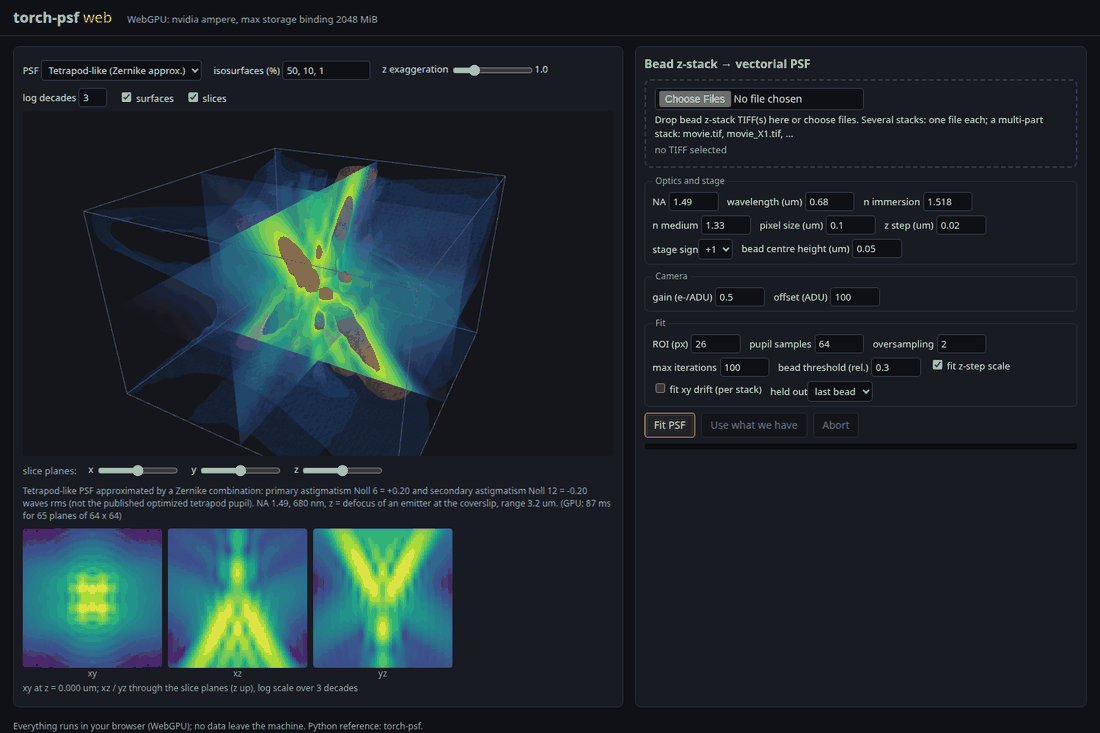 torch-psf web WebGPU: nvidia ampere, max storage binding 2048 MiB
PSF Tetrapod-like (Zernike approx.) isosurfaces (%) 50, 10, 1 z exaggeration 1.0
log decades 3 surfaces slices
slice planes: x y z
Tetrapod-like PSF approximated by a Zernike combination: primary astigmatism Noll 6 = +0.20 and secondary astigmatism Noll 12 = -0.20
waves rms (not the published optimized tetrapod pupil). NA 1.49, 680 nm, z = defocus of an emitter at the coverslip, range 3.2 um. (GPU: 87 ms
for 65 planes of 64 x 64)
xy xz yz
xy at z = 0.000 um; xz / yz through the slice planes (z up), log scale over 3 decades
Bead z-stack → vectorial PSF
Choose Files No file chosen
Drop bead z-stack TIFF(s) here or choose files. Several stacks: one file each; a multi-part
stack: movie.tif, movie_X1.tif, ...
no TIFF selected
Optics and stage
NA 1.49 wavelength (um) 0.68 n immersion 1.518
n medium 1.33 pixel size (um) 0.1 z step (um) 0.02
stage sign +1 bead centre height (um) 0.05
Camera
gain (e-/ADU) 0.5 offset (ADU) 100
Fit
ROI (px) 26 pupil samples 64 oversampling 2
max iterations 100 bead threshold (rel.) 0.3 fit z-step scale
fit xy drift (per stack) held out last bead
Fit PSF Use what we have Abort
Everything runs in your browser (WebGPU); no data leave the machine. Python reference: torch-psf.